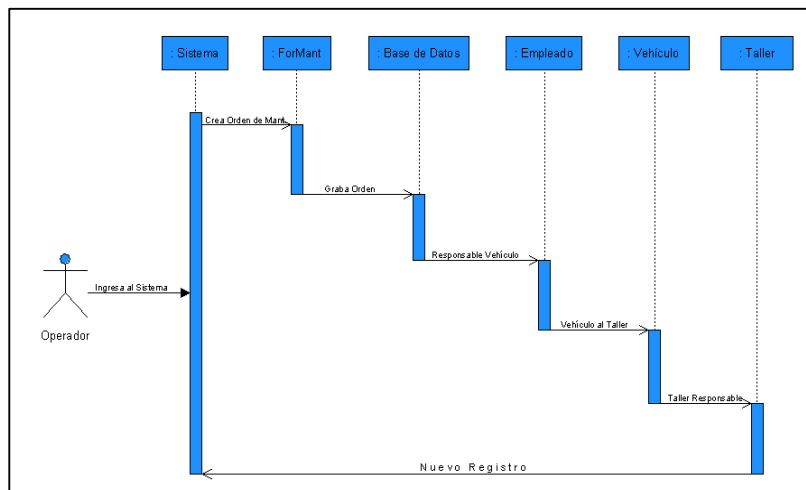 : Sistema
: ForMant
: Base de Datos
: Empleado
: Vehículo
: Taller
Crea Orden de Mant.
Graba Orden
Responsable Vehículo
Ingresa al Sistema
Operador
Vehículo al Taller
Taller Responsable
Nuevo Registro